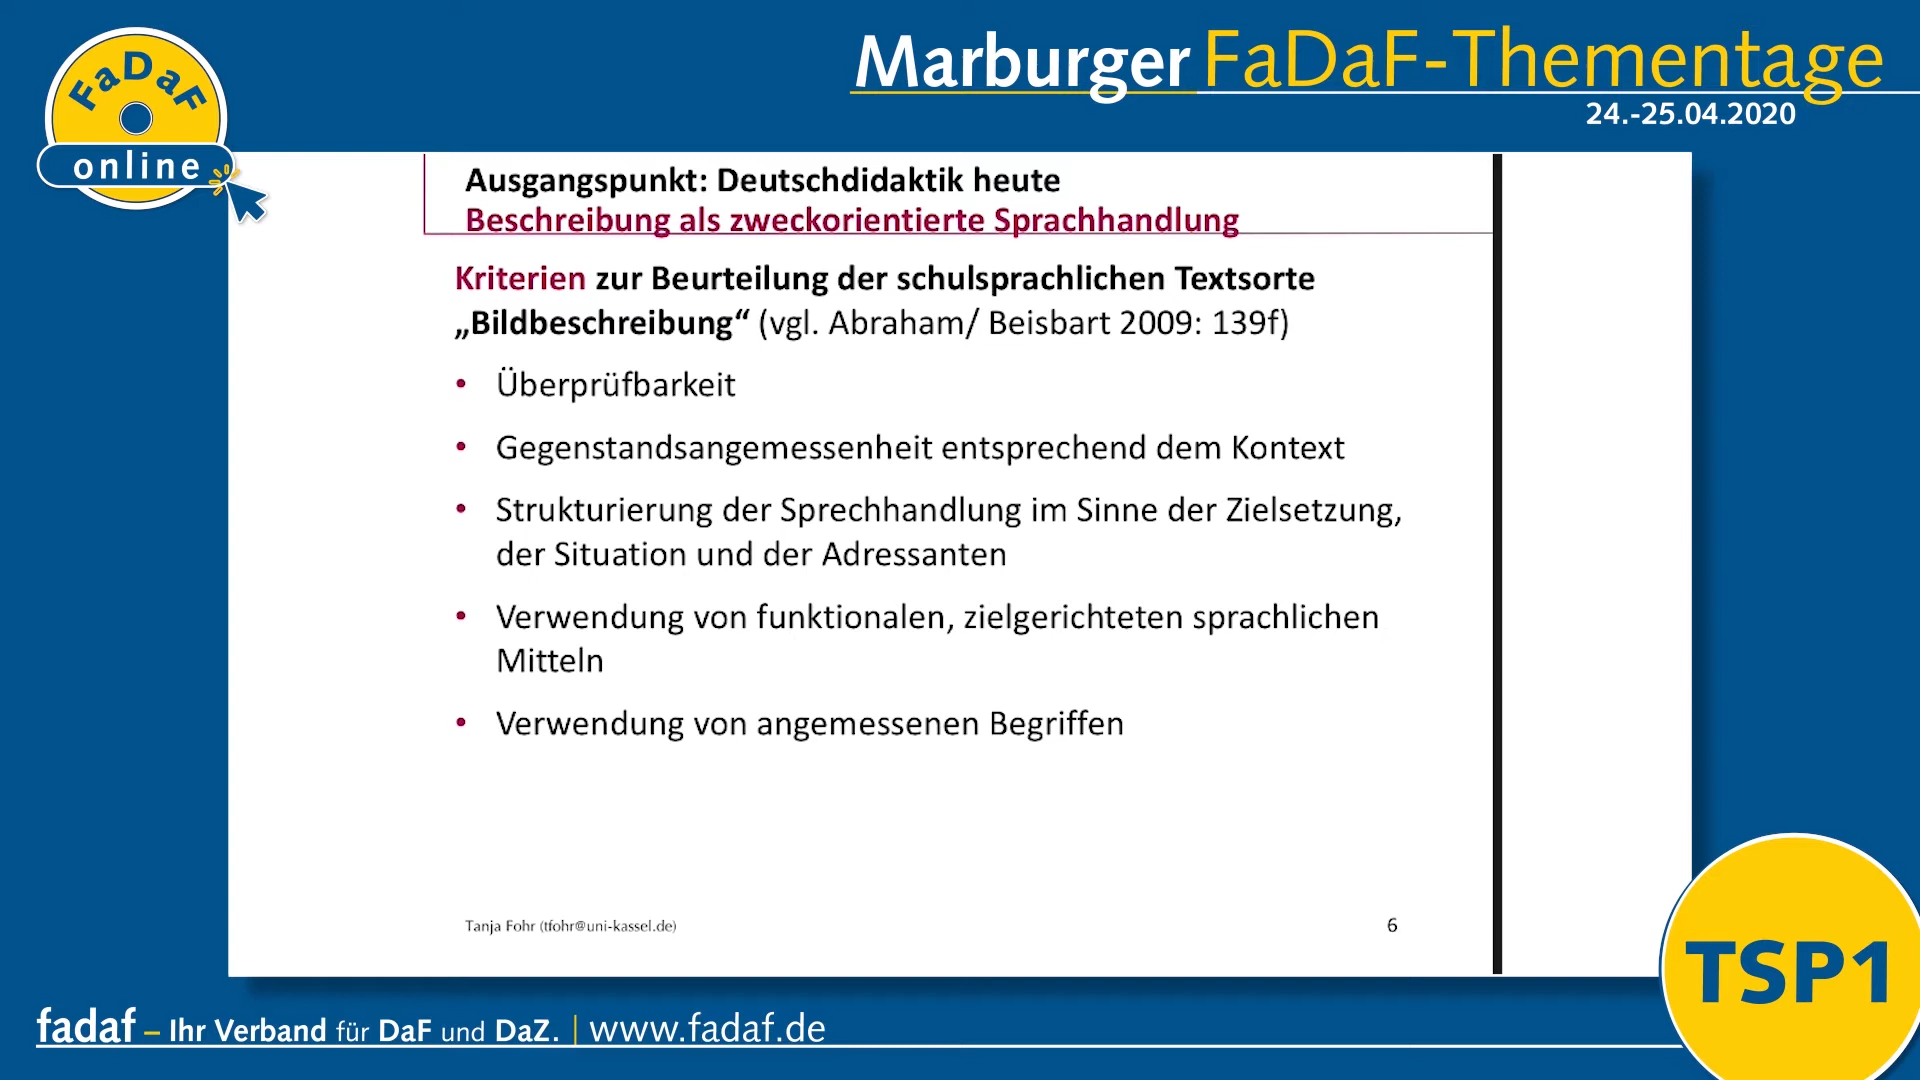 FaDaF
online
Marburger FaDaF-Thementage
24.-25.04.2020
Ausgangspunkt: Deutschdidaktik heute
Beschreibung als zweckorientierte Sprachhandlung
Kriterien zur Beurteilung der schulsprachlichen Textsorte
„Bildbeschreibung“ (vgl. Abraham/ Beisbart 2009: 139f)
• Überprüfbarkeit
• Gegenstandsangemessenheit entsprechend dem Kontext
• Strukturierung der Sprechhandlung im Sinne der Zielsetzung,
der Situation und der Adressanten
• Verwendung von funktionalen, zielgerichteten sprachlichen
Mitteln
• Verwendung von angemessenen Begriffen
Tanja Fohr (tfohr@uni-kassel.de)
6
TSP1
fadaf – Ihr Verband für DaF und DaZ. | www.fadaf.de